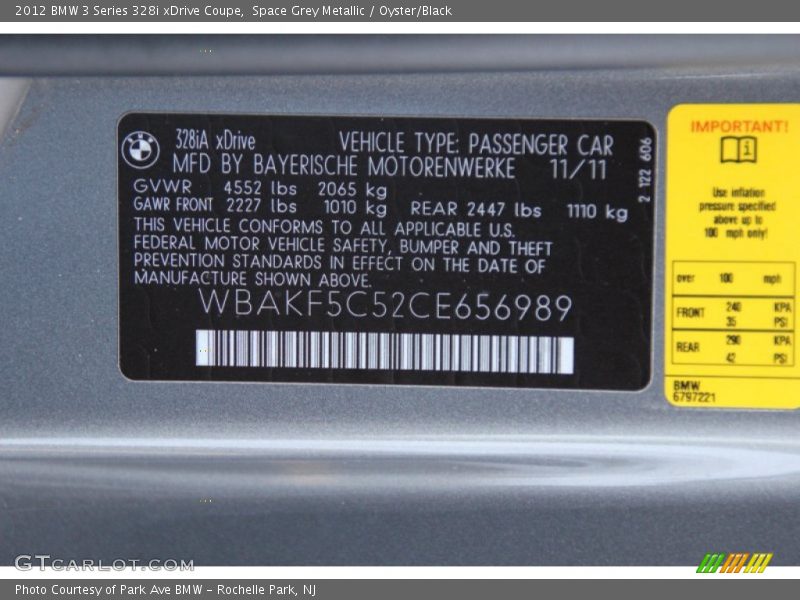 2012 BMW 3 Series 328i xDrive Coupe, Space Grey Metallic / Oyster/Black
328iA xDrive VEHICLE TYPE: PASSENGER CAR
MFD BY BAYERISCHE MOTORENWERKE 11/11
GVWR 4552 lbs 2065 kg
GAWR FRONT 2227 lbs 1010 kg REAR 2447 lbs 1110 kg
THIS VEHICLE CONFORMS TO ALL APPLICABLE U.S.
FEDERAL MOTOR VEHICLE SAFETY, BUMPER AND THEFT
PREVENTION STANDARDS IN EFFECT ON THE DATE OF
MANUFACTURE SHOWN ABOVE.
WBAKF5C52CE656989
2 122 606
IMPORTANT!
Use inflation
pressure specified
above up to
100 mph only!
over 100 mph
FRONT 240 KPA
35 PSI
REAR 290 KPA
42 PSI
BMW
6797221
GTCARLOT.COM
Photo Courtesy of Park Ave BMW - Rochelle Park, NJ